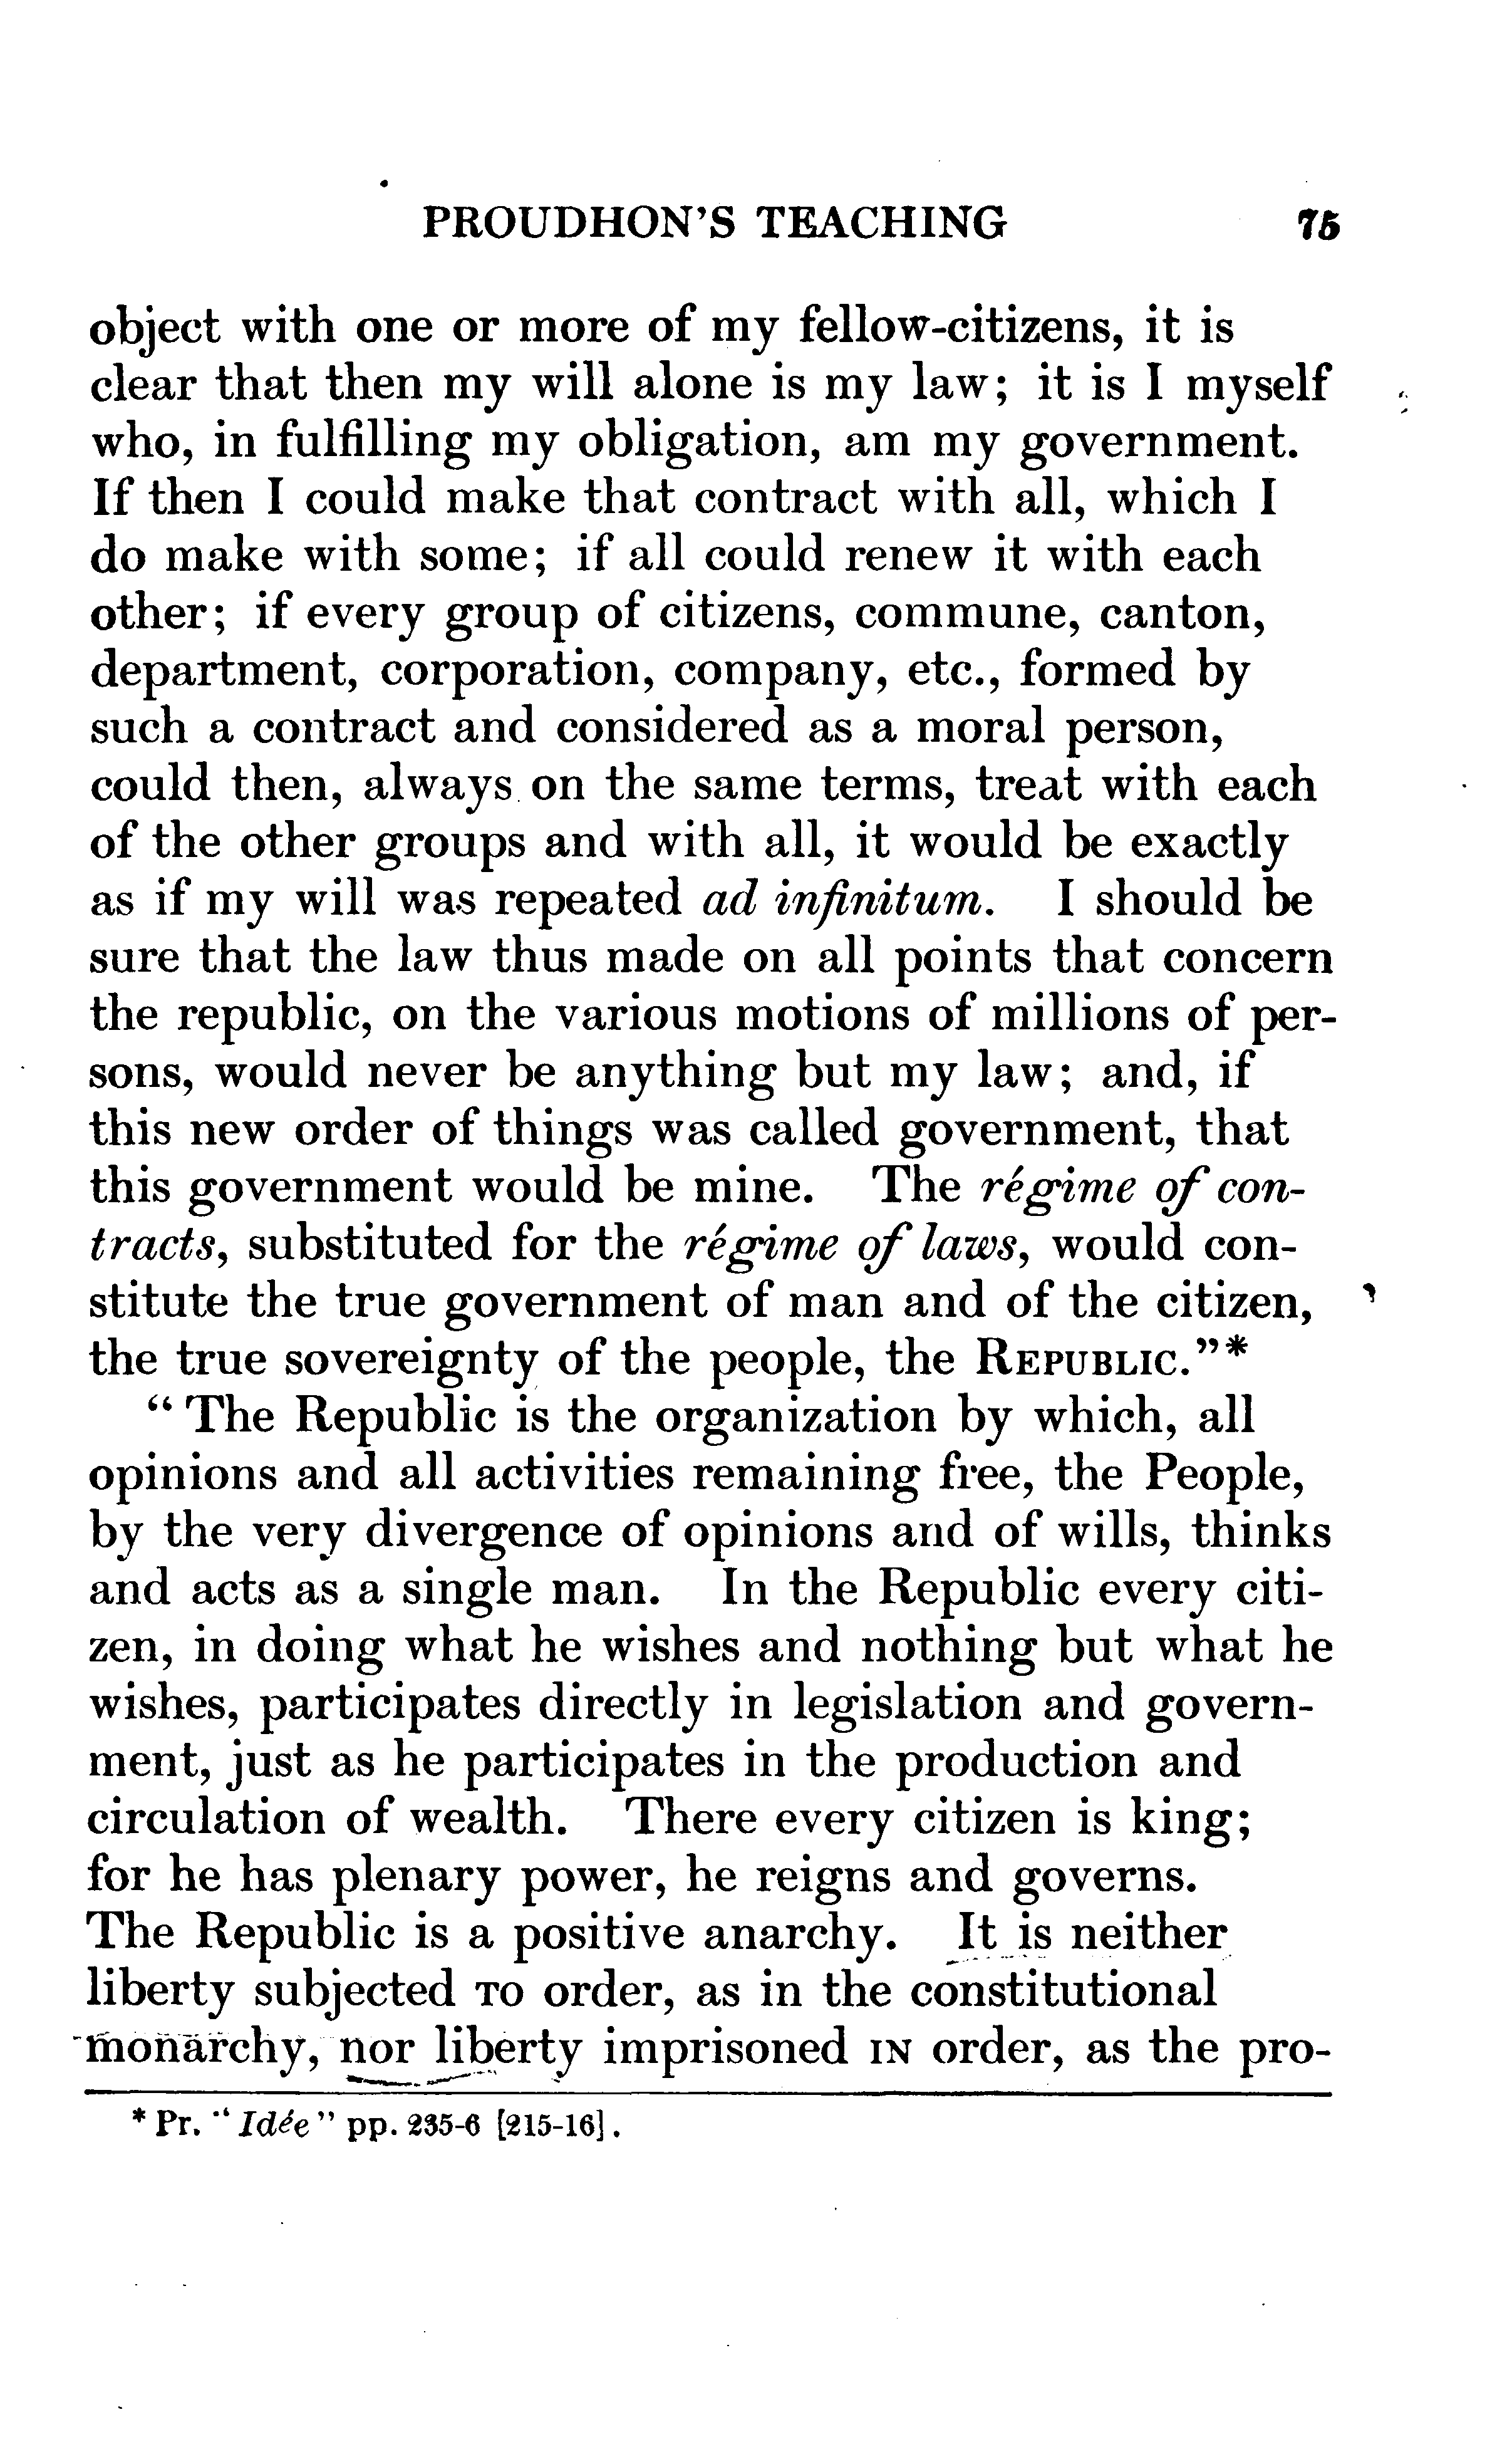 PROUDHON'S TEACHING 75
object with one or more of my fellow-citizens, it is
clear that then my will alone is my law; it is I myself
who, in fulfilling my obligation, am my government.
If then I could make that contract with all, which I
do make with some; if all could renew it with each
other; if every group of citizens, commune, canton,
department, corporation, company, etc., formed by
such a contract and considered as a moral person,
could then, always on the same terms, treat with each
of the other groups and with all, it would be exactly
as if my will was repeated ad infinitum. I should be
sure that the law thus made on all points that concern
the republic, on the various motions of millions of per-
sons, would never be anything but my law; and, if
this new order of things was called government, that
this government would be mine. The régime of con-
tracts, substituted for the régime of laws, would con-
stitute the true government of man and of the citizen,
the true sovereignty of the people, the REPUBLIC."*
"The Republic is the organization by which, all
opinions and all activities remaining free, the People,
by the very divergence of opinions and of wills, thinks
and acts as a single man. In the Republic every citi-
zen, in doing what he wishes and nothing but what he
wishes, participates directly in legislation and govern-
ment, just as he participates in the production and
circulation of wealth. There every citizen is king;
for he has plenary power, he reigns and governs.
The Republic is a positive anarchy. It is neither
liberty subjected TO order, as in the constitutional
monarchy, nor liberty imprisoned IN order, as the pro-
* Pr. "Idée" pp. 235-6 [215-16].